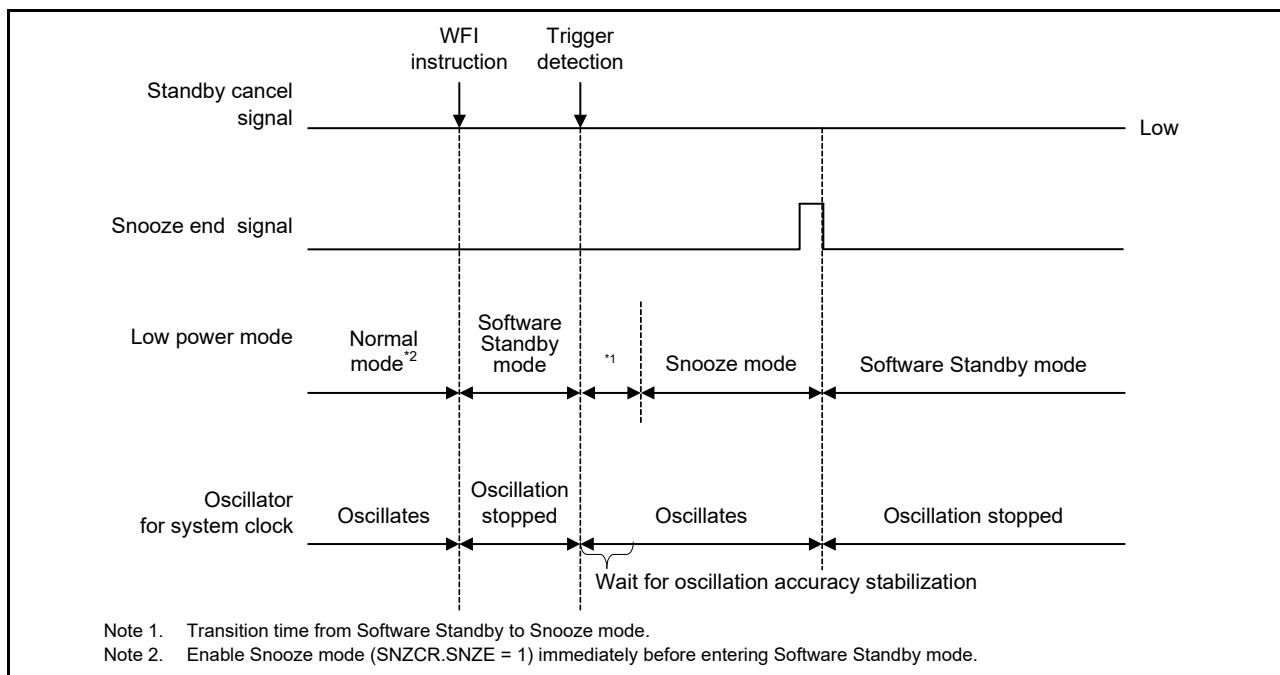 WFI
instruction
Trigger
detection
Standby cancel
signal
Low
Snooze end signal
Low power mode
Normal
mode*2
Software
Standby
mode
*1
Snooze mode
Software Standby mode
Oscillator
for system clock
Oscillates
Oscillation
stopped
Oscillates
Oscillation stopped
Wait for oscillation accuracy stabilization
Note 1. Transition time from Software Standby to Snooze mode.
Note 2. Enable Snooze mode (SNZCR.SNZE = 1) immediately before entering Software Standby mode.